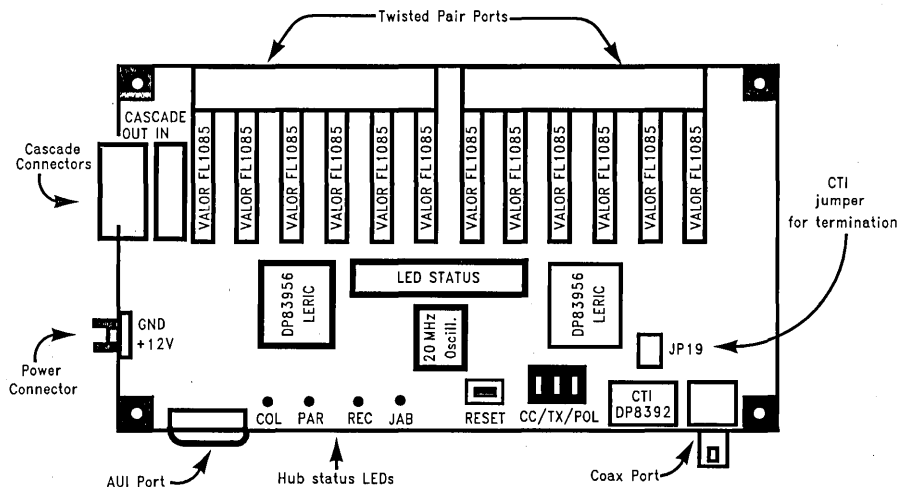 Twisted Pair Ports
CASCADE
OUT IN
Cascade
Connectors
VALOR FL1085
VALOR FL1085
VALOR FL1085
VALOR FL1085
VALOR FL1085
VALOR FL1085
VALOR FL1085
VALOR FL1085
VALOR FL1085
VALOR FL1085
VALOR FL1085
VALOR FL1085
CTI
jumper
for termination
LED STATUS
DP83956
LERIC
20 MHz
Oscill.
DP83956
LERIC
GND
+12V
JP19
Power
Connector
COL
PAR
REC
JAB
RESET
CC/TX/POL
CTI
DP8392
AUI Port
Hub status LEDs
Coax Port